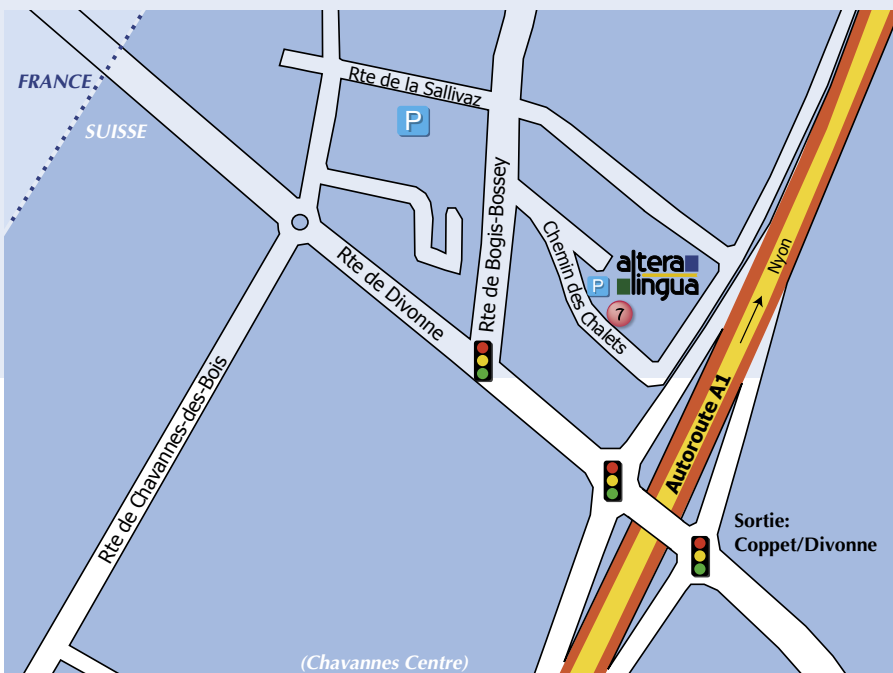 FRANCE
SUISSE
Rte de la Sallivaz
P
Rte de Bogis-Bossey
Chemin des Chalets
altera
lingua
P
7
Nyon
Rte de Divonne
Rte de Chavannes-des-Bois
Autoroute A1
Sortie:
Coppet/Divonne
(Chavannes Centre)